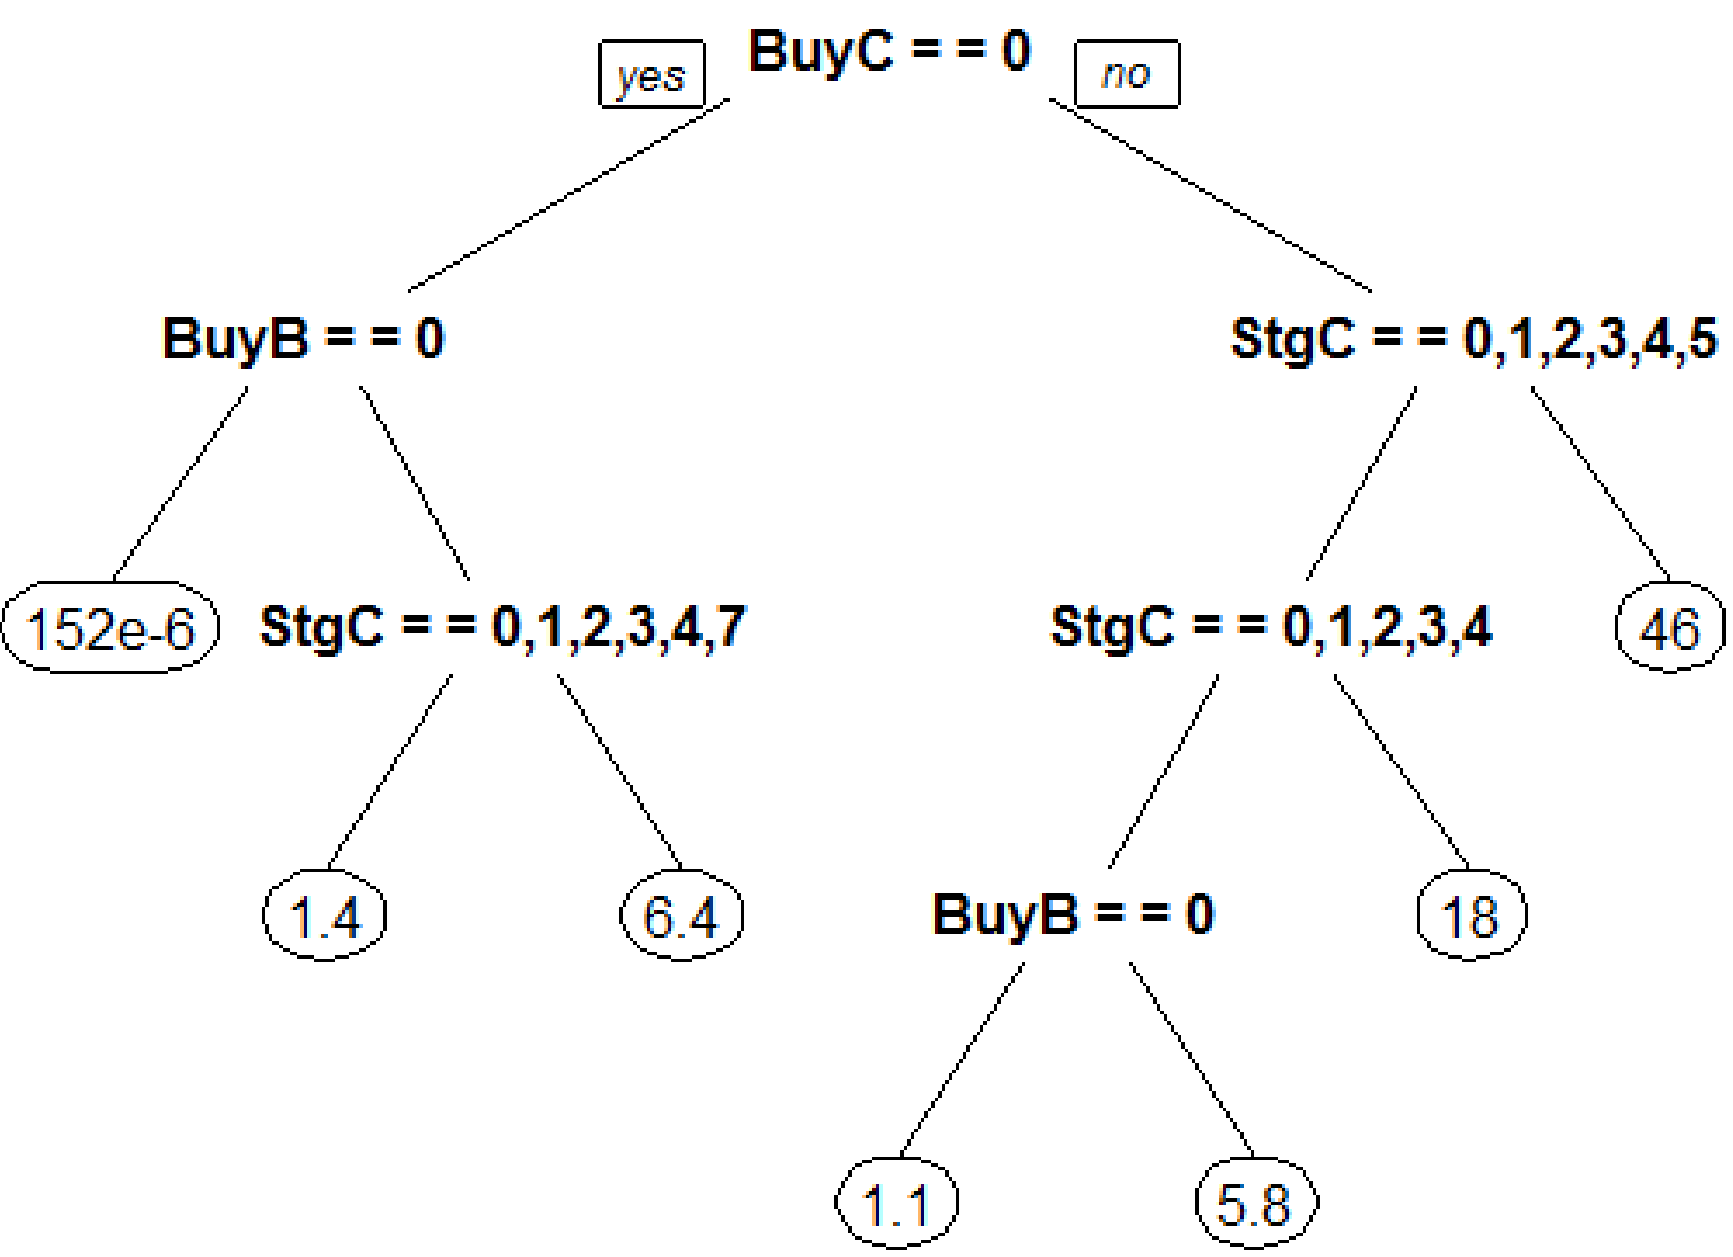 BuyC = = 0
yes
no
BuyB = = 0
StgC = = 0,1,2,3,4,5
152e-6
StgC = = 0,1,2,3,4,7
StgC = = 0,1,2,3,4
46
1.4
6.4
BuyB = = 0
18
1.1
5.8